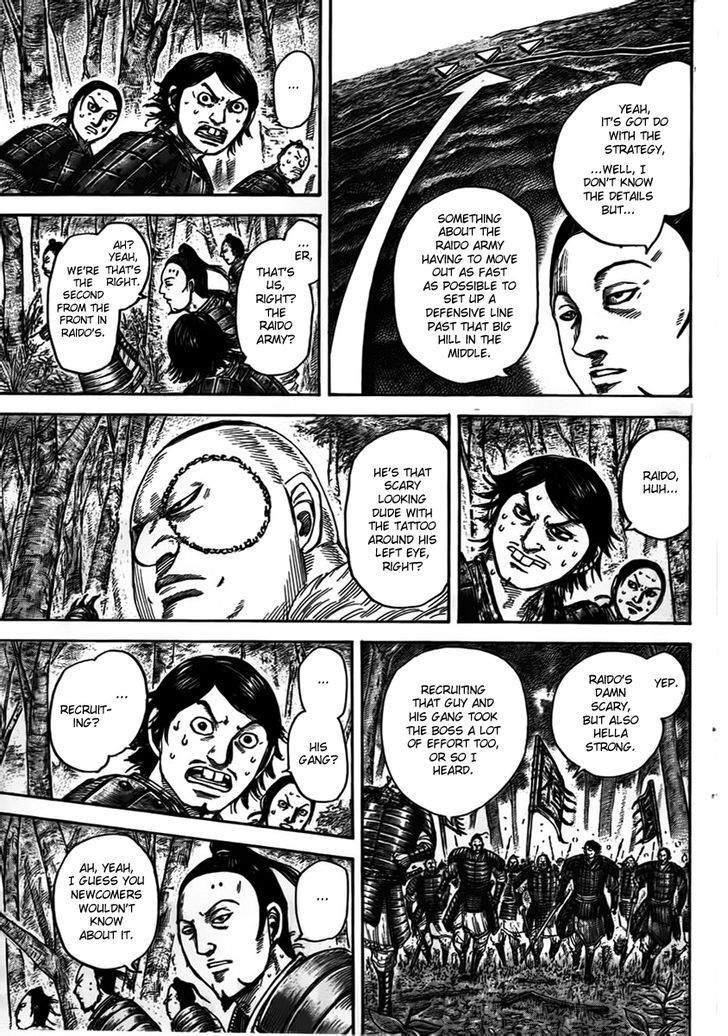 YEAH,
IT'S GOT
DO WITH THE
STRATEGY,
...WELL, I
DON'T KNOW
THE DETAILS
BUT...
SOMETHING
ABOUT THE
RAIDO ARMY
HAVING TO MOVE
OUT AS FAST
AS POSSIBLE TO
SET UP A
DEFENSIVE LINE
PAST THAT BIG
HILL IN THE
MIDDLE.
...
...
ER,
THAT'S
US,
RIGHT?
THE
RAIDO
ARMY?
AH?
YEAH,
THAT'S
RIGHT.
WE'RE
THE
SECOND
FROM THE
FRONT IN
RAIDO'S.
RAIDO,
HUH...
HE'S THAT
SCARY
LOOKING
DUDE WITH
THE TATTOO
AROUND HIS
LEFT EYE,
RIGHT?
YEP.
RAIDO'S
DAMN
SCARY,
BUT ALSO
HELLA
STRONG.
RECRUITING
THAT GUY AND
HIS GANG TOOK
THE BOSS A LOT
OF EFFORT TOO,
OR SO I
HEARD.
...
HIS
GANG?
...
RECRUIT-
ING?
AH, YEAH,
I GUESS YOU
NEWCOMERS
WOULDN'T
KNOW
ABOUT IT.